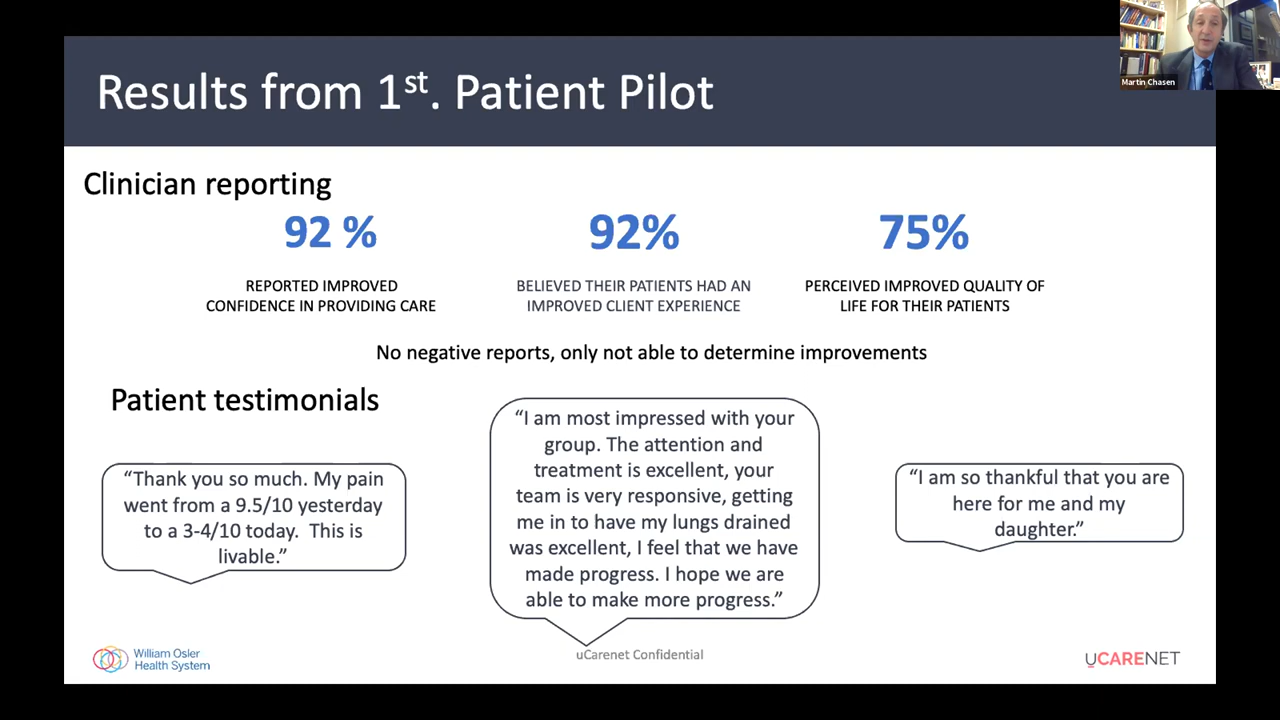 Results from 1st. Patient Pilot
Martin Chasen
Clinician reporting
92 %
92%
75%
REPORTED IMPROVED
CONFIDENCE IN PROVIDING CARE
BELIEVED THEIR PATIENTS HAD AN
IMPROVED CLIENT EXPERIENCE
PERCEIVED IMPROVED QUALITY OF
LIFE FOR THEIR PATIENTS
No negative reports, only not able to determine improvements
Patient testimonials
“Thank you so much. My pain
went from a 9.5/10 yesterday
to a 3-4/10 today.  This is
livable.”
“I am most impressed with your
group. The attention and
treatment is excellent, your
team is very responsive, getting
me in to have my lungs drained
was excellent, I feel that we have
made progress. I hope we are
able to make more progress.”
“I am so thankful that you are
here for me and my
daughter.”
William Osler
Health System
uCarenet Confidential
uCARENET